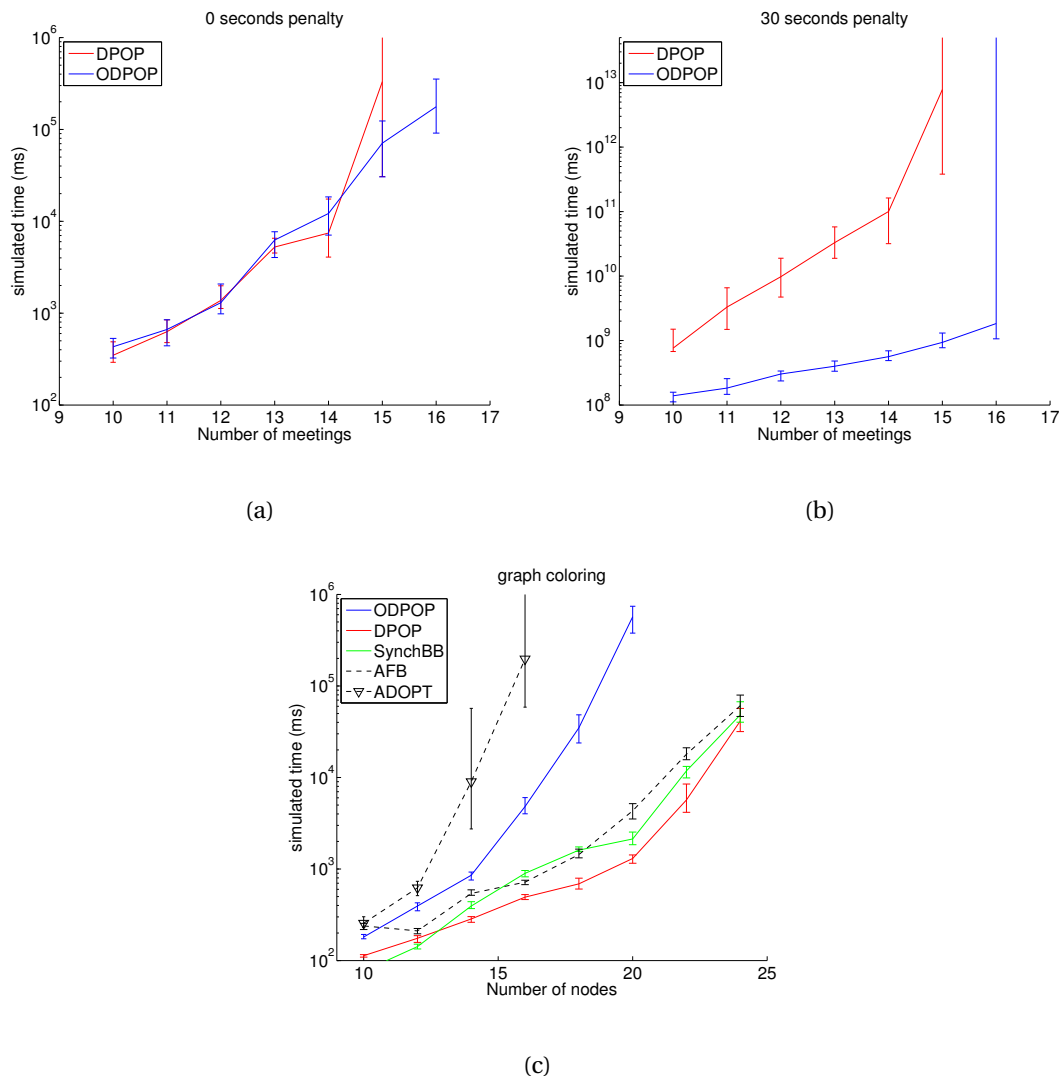 0 seconds penalty
DPOP
ODPOP
10^6
10^5
10^4
10^3
10^2
simulated time (ms)
9 10 11 12 13 14 15 16 17
Number of meetings
(a)
30 seconds penalty
DPOP
ODPOP
10^13
10^12
10^11
10^10
10^9
10^8
simulated time (ms)
9 10 11 12 13 14 15 16 17
Number of meetings
(b)
graph coloring
ODPOP
DPOP
SynchBB
AFB
ADOPT
10^6
10^5
10^4
10^3
10^2
simulated time (ms)
10 15 20 25
Number of nodes
(c)